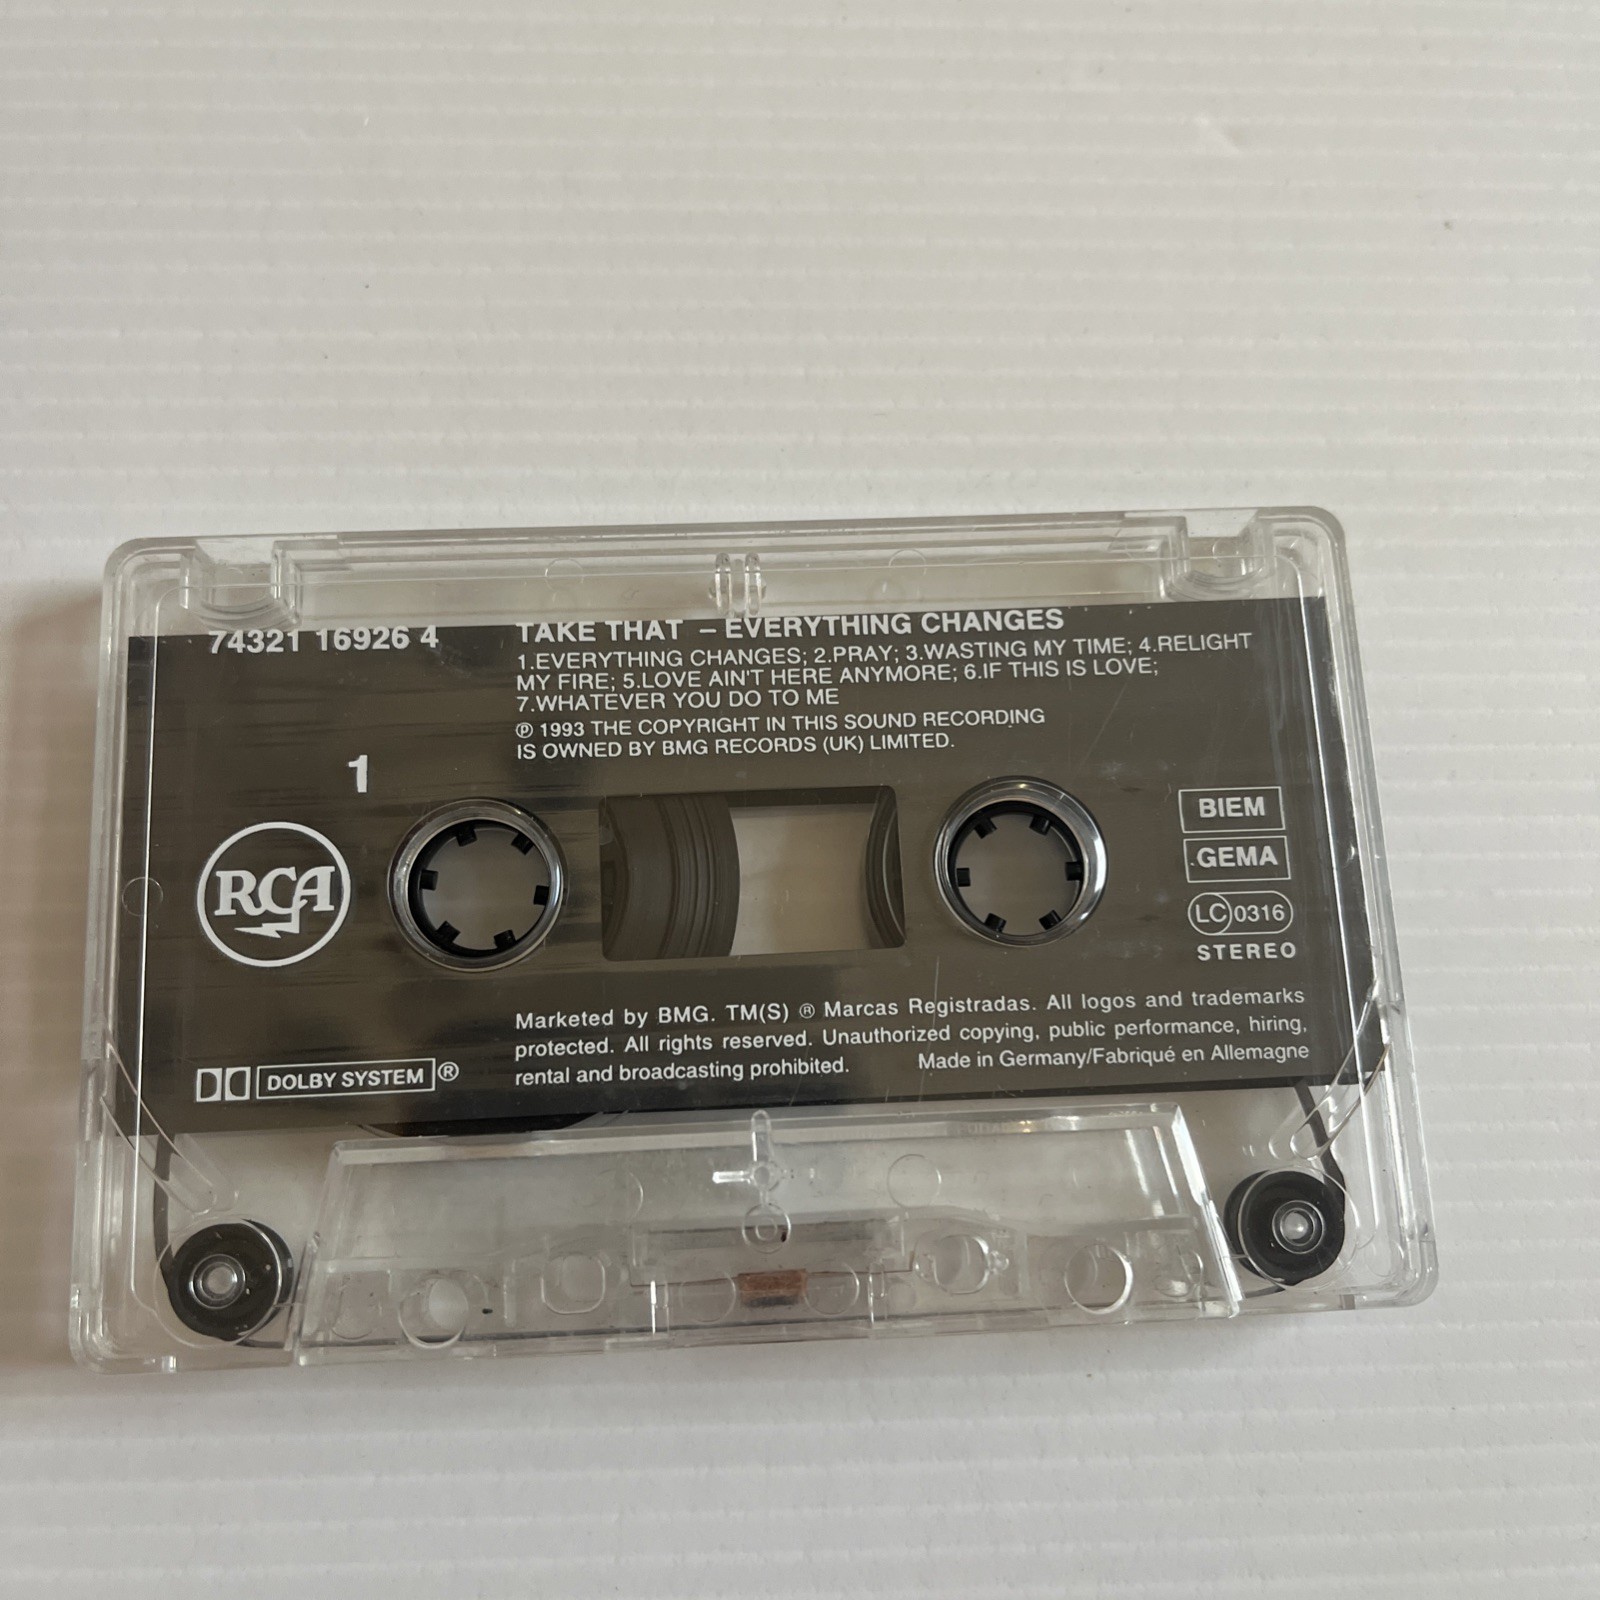 74321 16926 4
TAKE THAT – EVERYTHING CHANGES
1.EVERYTHING CHANGES; 2.PRAY; 3.WASTING MY TIME; 4.RELIGHT
MY FIRE; 5.LOVE AIN'T HERE ANYMORE; 6.IF THIS IS LOVE;
7.WHATEVER YOU DO TO ME
℗ 1993 THE COPYRIGHT IN THIS SOUND RECORDING
IS OWNED BY BMG RECORDS (UK) LIMITED.
1
RCA
BIEM
GEMA
LC 0316
STEREO
Marketed by BMG. TM(S) ® Marcas Registradas. All logos and trademarks
protected. All rights reserved. Unauthorized copying, public performance, hiring,
rental and broadcasting prohibited. Made in Germany/Fabriqué en Allemagne
DOLBY SYSTEM ®